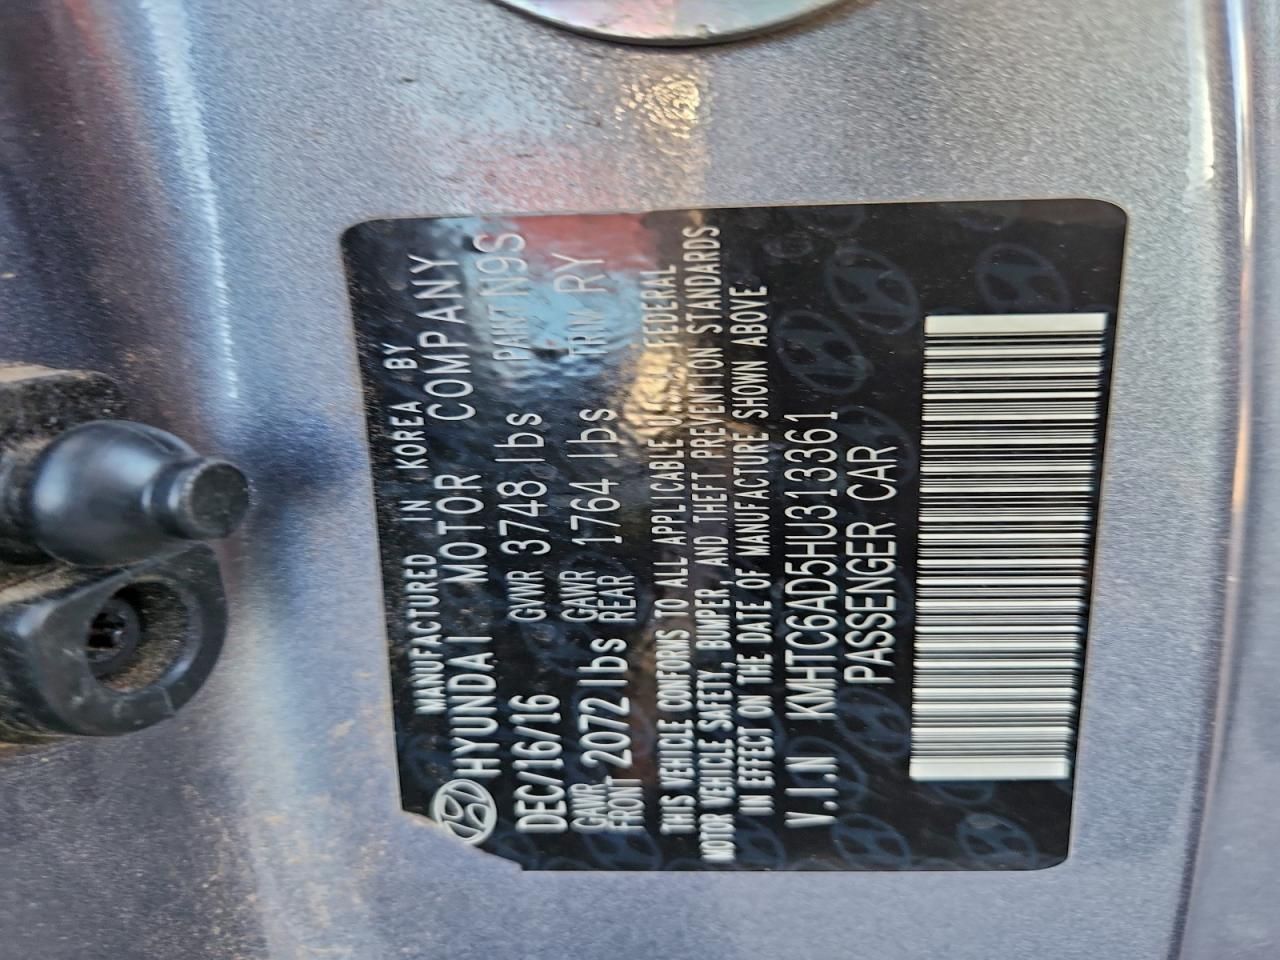 MANUFACTURED IN KOREA BY
HYUNDAI MOTOR COMPANY
DEC/16/16 GVWR 3748 lbs PAINT N9S
GAWR FRONT 2072 lbs GAWR REAR 1764 lbs TRIM RY
THIS VEHICLE CONFORMS TO ALL APPLICABLE U.S. FEDERAL
MOTOR VEHICLE SAFETY, BUMPER, AND THEFT PREVENTION STANDARDS
IN EFFECT ON THE DATE OF MANUFACTURE SHOWN ABOVE
V.I.N KMHTC6AD5HU313361
PASSENGER CAR